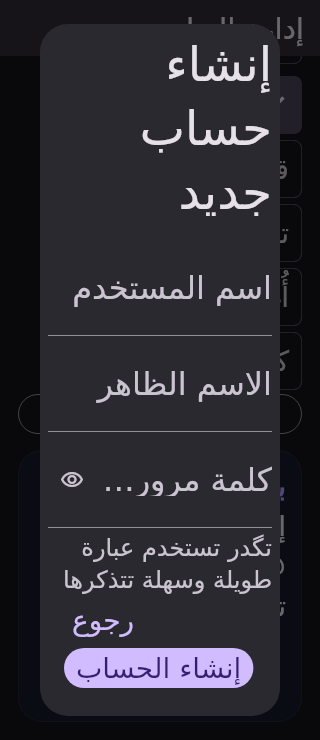 إنشاء
حساب
جديد
اسم المستخدم
الاسم الظاهر
كلمة مرور...
تگدر تستخدم عبارة
طويلة وسهلة تتذكرها
رجوع
إنشاء الحساب